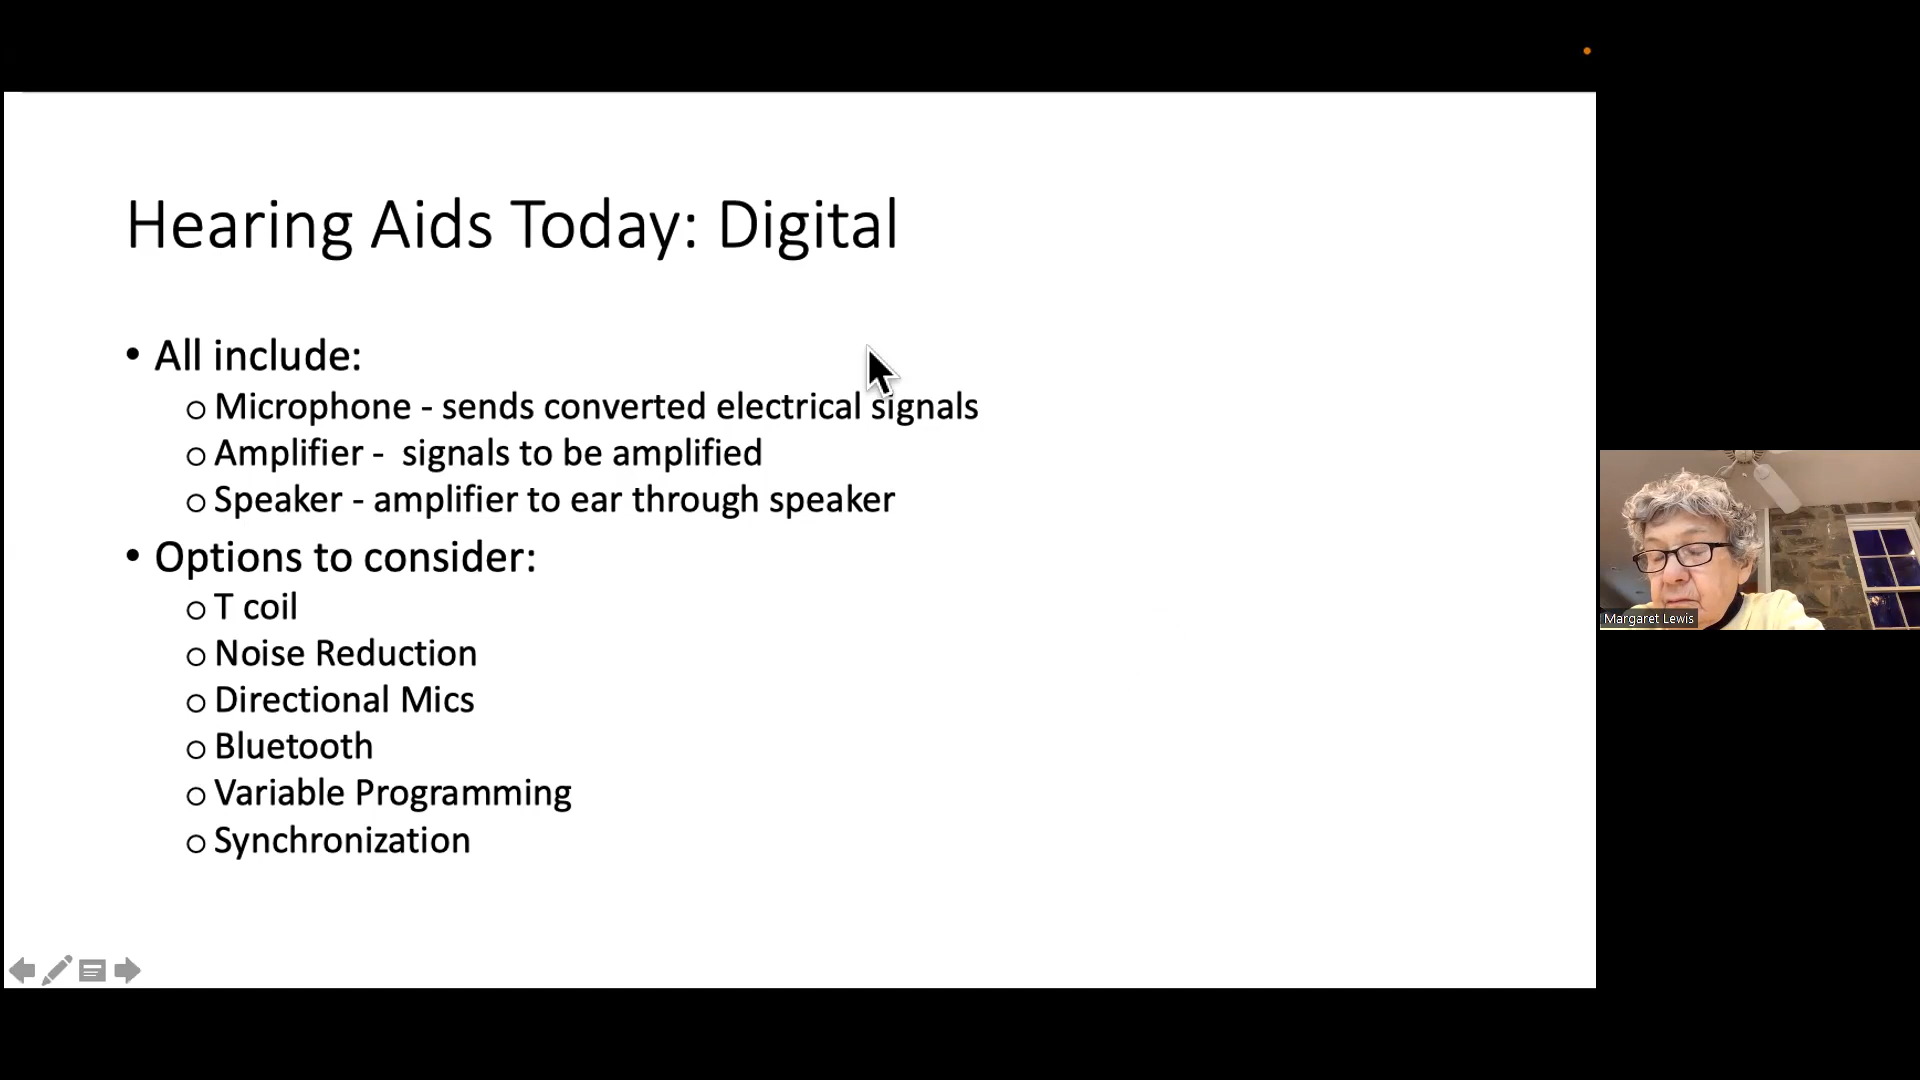 Hearing Aids Today: Digital
• All include:
o Microphone - sends converted electrical signals
o Amplifier -  signals to be amplified
o Speaker - amplifier to ear through speaker
• Options to consider:
o T coil
o Noise Reduction
o Directional Mics
o Bluetooth
o Variable Programming
o Synchronization
Margaret Lewis